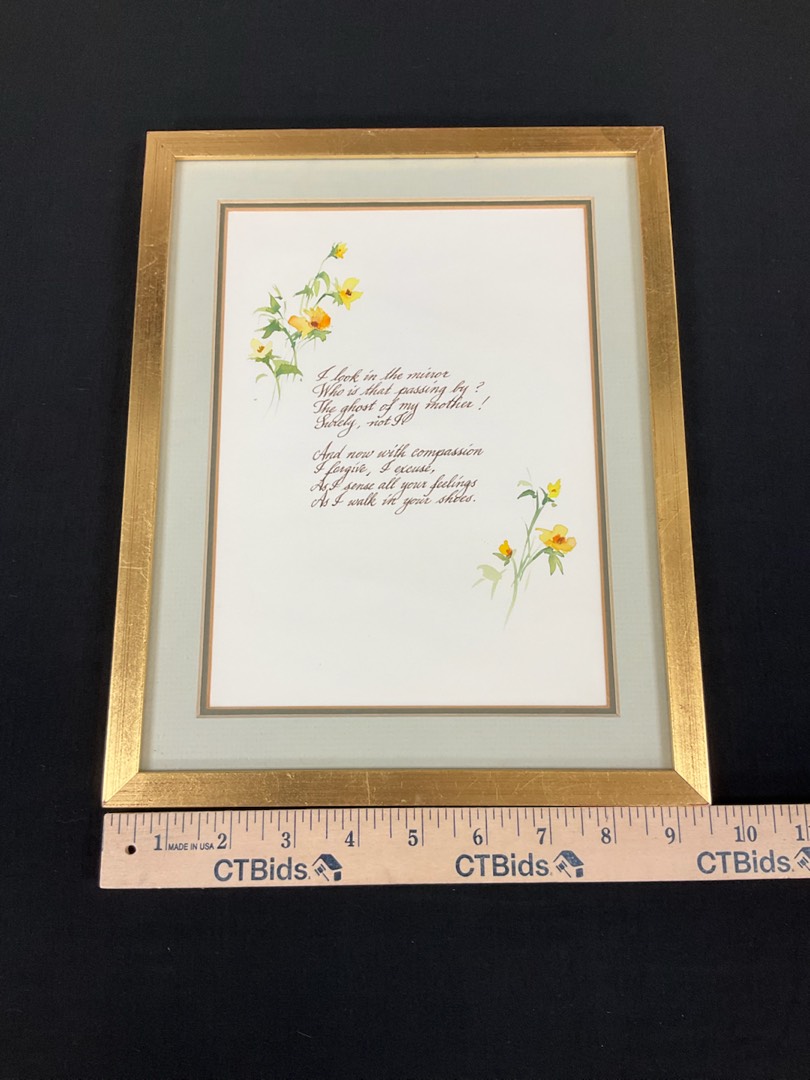 I look in the mirror
Who is that passing by?
The ghost of my mother!
Surely, not I?
And now with compassion
I forgive, I excuse,
As I sense all your feelings
As I walk in your shoes.
1 MADE IN USA 2 3 4 5 6 7 8 9 10 11
CTBids CTBids CTBids